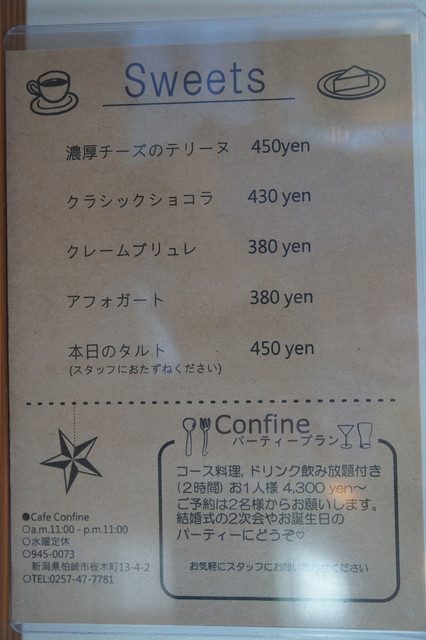 Sweets
濃厚チーズのテリーヌ 450yen
クラシックショコラ 430 yen
クレームブリュレ 380 yen
アフォガート 380 yen
本日のタルト 450 yen
(スタッフにおたずねください)
Confine
パーティープラン
コース料理, ドリンク飲み放題付き
(2時間) お1人様 4,300 yen～
ご予約は2名様からお願いします。
結婚式の2次会やお誕生日の
パーティーにどうぞ♡
お気軽にスタッフにお問い合わせください
●Cafe Confine
○a.m.11:00 - p.m.11:00
○水曜定休
○945-0073
新潟県柏崎市桜木町13-4-2
○TEL:0257-47-7781